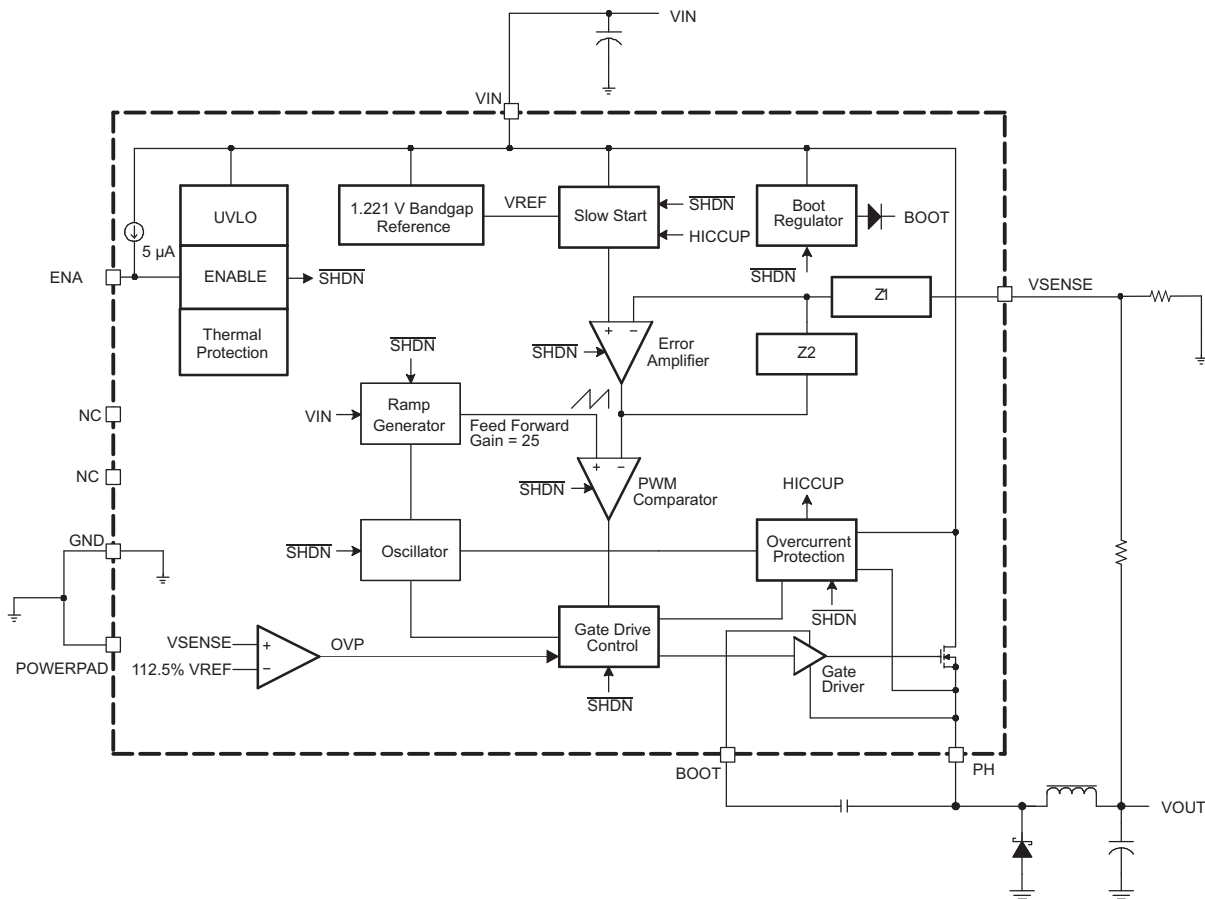 VIN
VIN
UVLO
1.221 V Bandgap
Reference
VREF
Slow Start
SHDN
HICCUP
Boot
Regulator
BOOT
SHDN
5 µA
ENA
ENABLE
SHDN
Thermal
Protection
Z1
VSENSE
SHDN
+ −
Error
Amplifier
Z2
SHDN
VIN
Ramp
Generator
Feed Forward
Gain = 25
NC
NC
+ −
SHDN
PWM
Comparator
HICCUP
GND
SHDN
Oscillator
Overcurrent
Protection
SHDN
POWERPAD
VSENSE
+
112.5% VREF
−
OVP
Gate Drive
Control
SHDN
Gate
Driver
BOOT
PH
VOUT